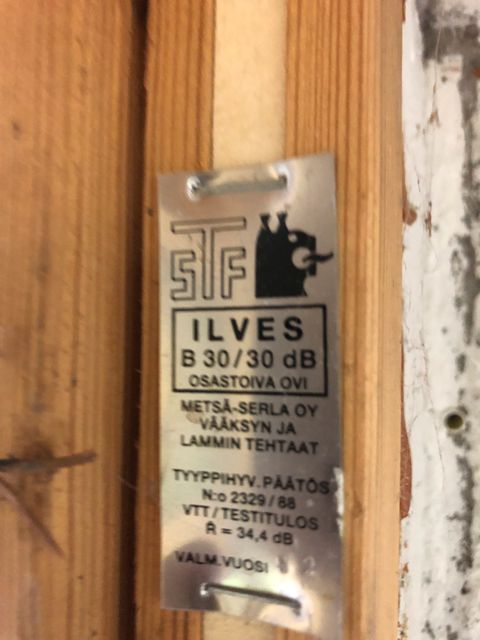 STF
ILVES
B 30/30 dB
OSASTOIVA OVI
METSÄ-SERLA OY
VÄÄKSYN JA
LAMMIN TEHTAAT
TYYPPIHYV. PÄÄTÖS
N:o 2329/88
VTT/TESTITULOS
R = 34,4 dB
VALM.VUOSI